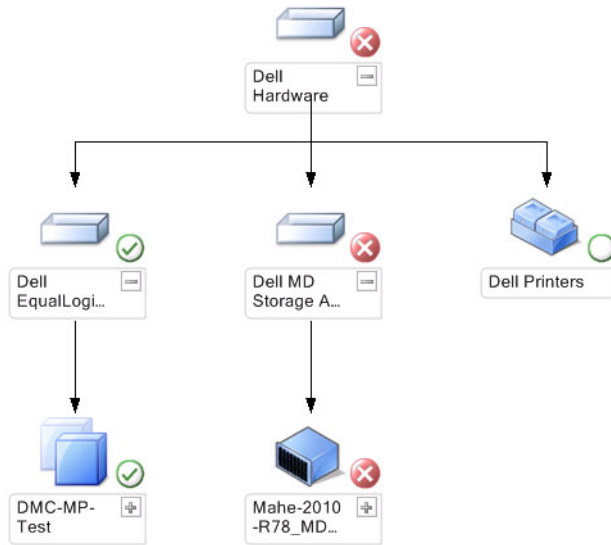 Dell
Hardware
Dell
EqualLogi...
Dell MD
Storage A...
Dell Printers
DMC-MP-
Test
Mahe-2010
-R78_MD...